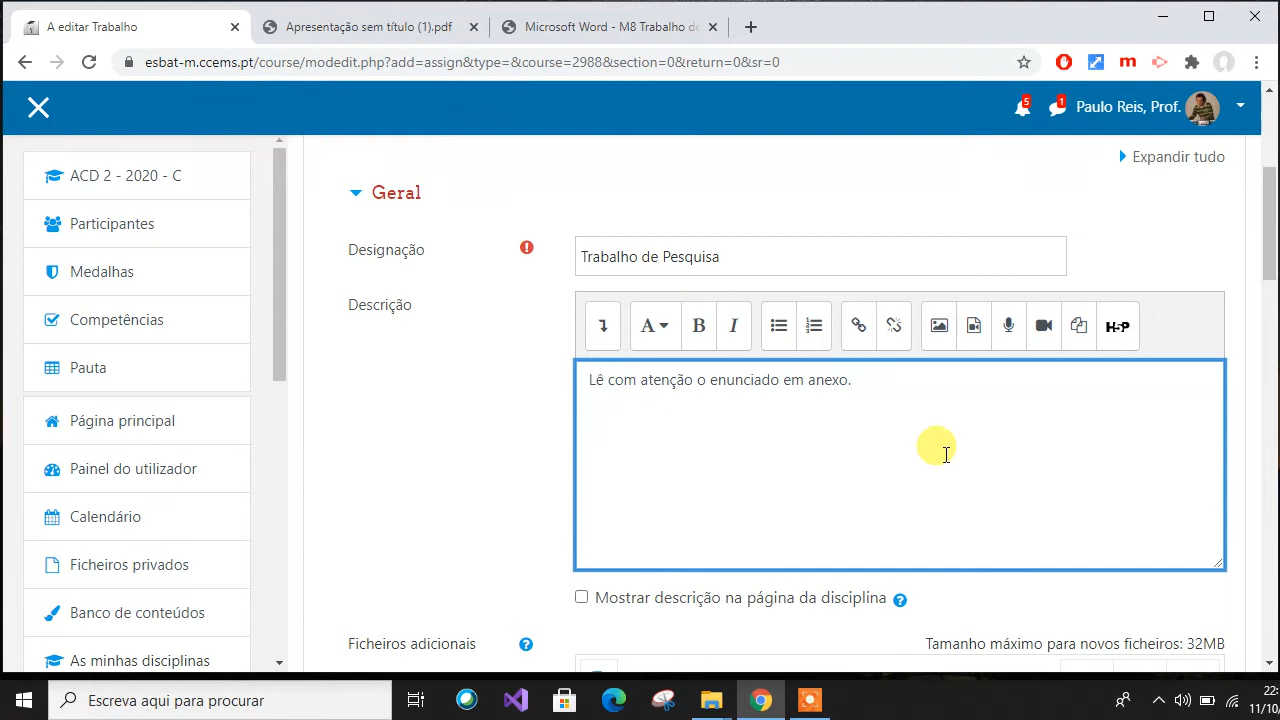 A editar Trabalho
Apresentação sem título (1).pdf
Microsoft Word - M8 Trabalho de
esbat-m.ccems.pt/course/modedit.php?add=assign&type=&course=2988&section=0&return=0&sr=0
m
5
1
Paulo Reis, Prof.
ACD 2 - 2020 - C
Participantes
Medalhas
Competências
Pauta
Página principal
Painel do utilizador
Calendário
Ficheiros privados
Banco de conteúdos
As minhas disciplinas
Expandir tudo
Geral
Designação
Trabalho de Pesquisa
Descrição
A B I
H5P
Lê com atenção o enunciado em anexo.
Mostrar descrição na página da disciplina
Ficheiros adicionais
Tamanho máximo para novos ficheiros: 32MB
Escreva aqui para procurar
22:
11/10